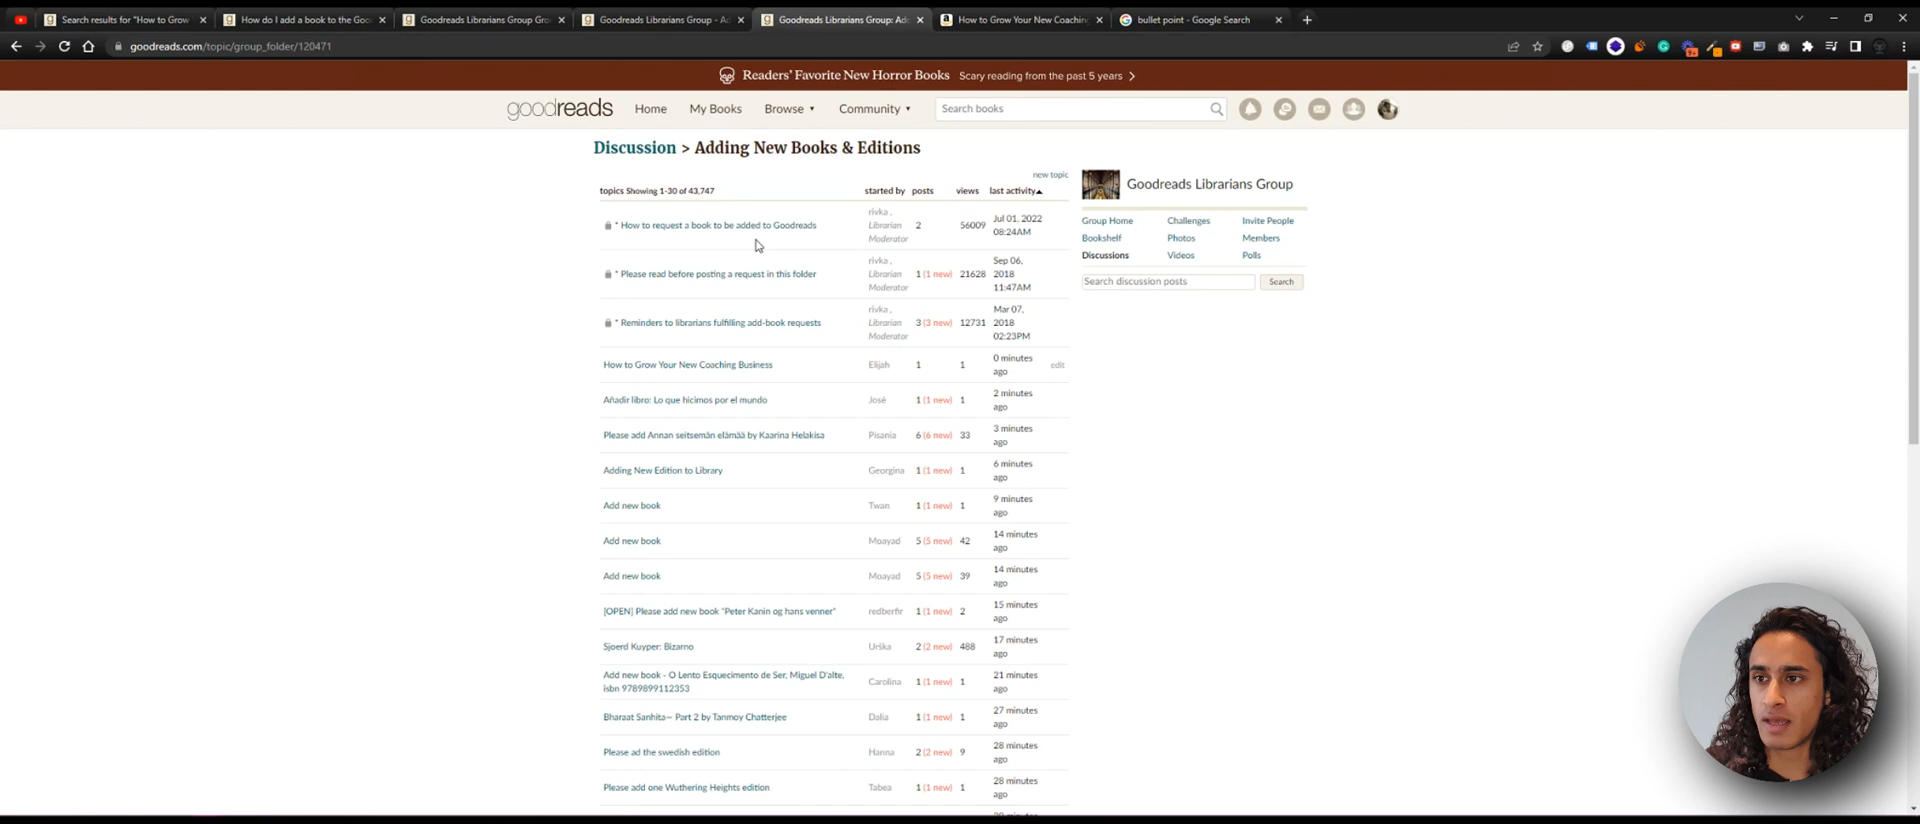 Search results for "How to Grow
How do I add a book to the Goo
Goodreads Librarians Group Gro
Goodreads Librarians Group - Ad
Goodreads Librarians Group: Add
How to Grow Your New Coaching
bullet point - Google Search
goodreads.com/topic/group_folder/120471
Readers' Favorite New Horror Books Scary reading from the past 5 years
goodreads Home My Books Browse Community Search books
Discussion > Adding New Books & Editions
new topic
topics Showing 1-30 of 43,747 started by posts views last activity
* How to request a book to be added to Goodreads rivka , Librarian Moderator 2 56009 Jul 01, 2022 08:24AM
* Please read before posting a request in this folder rivka , Librarian Moderator 1 (1 new) 21628 Sep 06, 2018 11:47AM
* Reminders to librarians fulfilling add-book requests rivka , Librarian Moderator 3 (3 new) 12731 Mar 07, 2018 02:23PM
How to Grow Your New Coaching Business Elijah 1 1 0 minutes ago edit
Añadir libro: Lo que hicimos por el mundo José 1 (1 new) 1 2 minutes ago
Please add Annan seitsemän elämää by Kaarina Helakisa Pisania 6 (6 new) 33 3 minutes ago
Adding New Edition to Library Georgina 1 (1 new) 1 6 minutes ago
Add new book Twan 1 (1 new) 1 9 minutes ago
Add new book Moayad 5 (5 new) 42 14 minutes ago
Add new book Moayad 5 (5 new) 39 14 minutes ago
[OPEN] Please add new book "Peter Kanin og hans venner" redberfir 1 (1 new) 2 15 minutes ago
Sjoerd Kuyper: Bizarno Urška 2 (2 new) 488 17 minutes ago
Add new book - O Lento Esquecimento de Ser, Miguel D'alte, isbn 9789899112353 Carolina 1 (1 new) 1 21 minutes ago
Bharaat Sanhita— Part 2 by Tanmoy Chatterjee Dalia 1 (1 new) 1 27 minutes ago
Please ad the swedish edition Hanna 2 (2 new) 9 28 minutes ago
Please add one Wuthering Heights edition Tabea 1 (1 new) 1 28 minutes ago
Goodreads Librarians Group
Group Home Challenges Invite People
Bookshelf Photos Members
Discussions Videos Polls
Search discussion posts Search